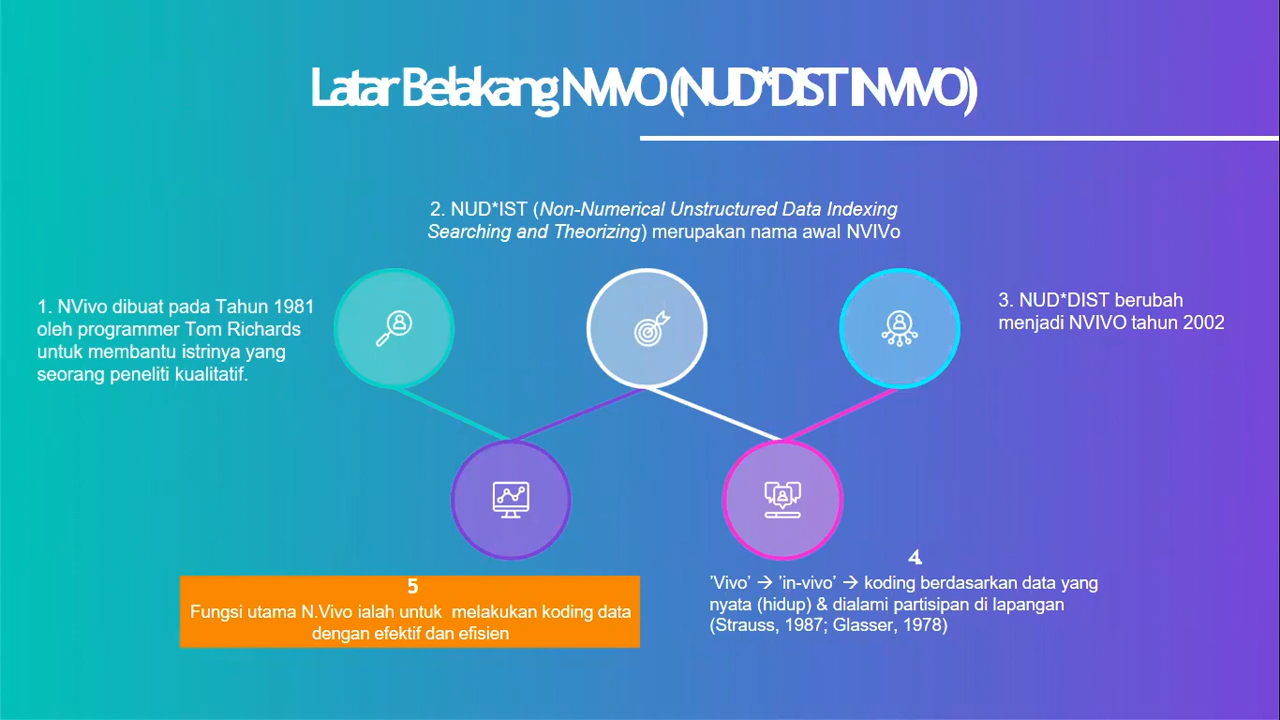 Latar Belakang NVIVO (NUD*DIST INVIVO)
2. NUD*IST (Non-Numerical Unstructured Data Indexing
Searching and Theorizing) merupakan nama awal NVIVo
1. NVivo dibuat pada Tahun 1981
oleh programmer Tom Richards
untuk membantu istrinya yang
seorang peneliti kualitatif.
3. NUD*DIST berubah
menjadi NVIVO tahun 2002
4.
'Vivo' → 'in-vivo' → koding berdasarkan data yang
nyata (hidup) & dialami partisipan di lapangan
(Strauss, 1987; Glasser, 1978)
5
Fungsi utama N.Vivo ialah untuk melakukan koding data
dengan efektif dan efisien